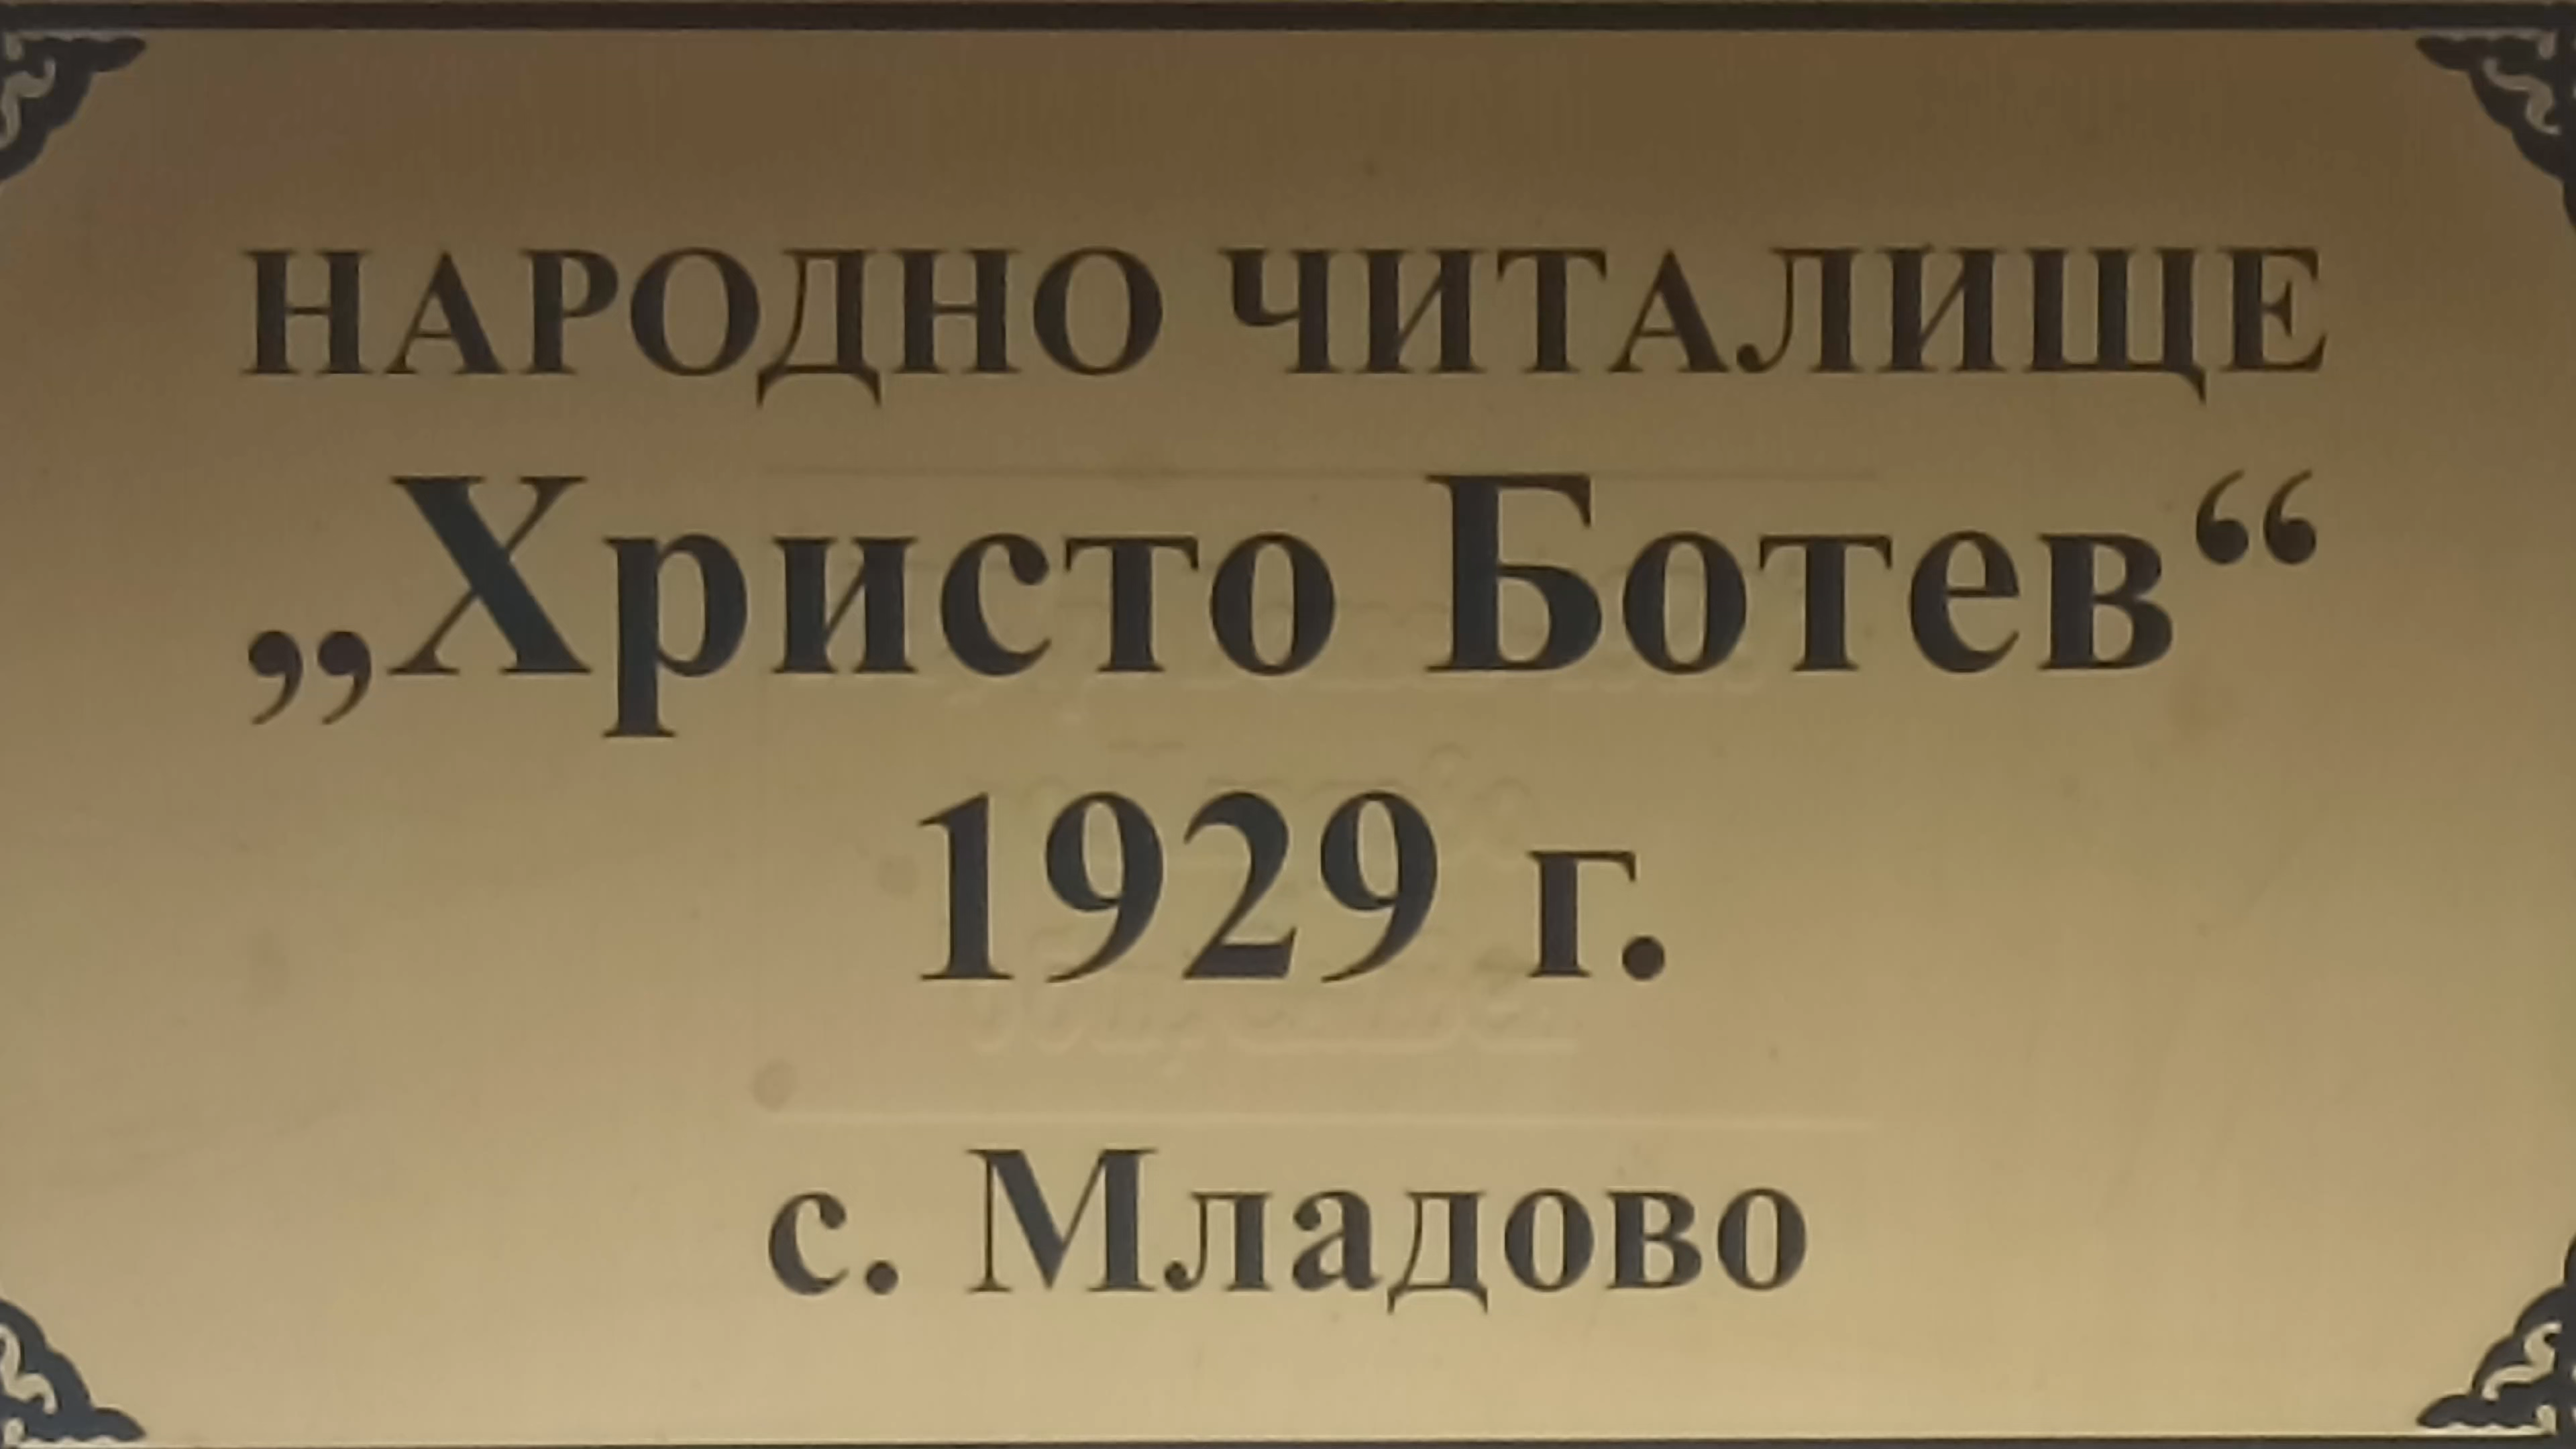 НАРОДНО ЧИТАЛИЩЕ
„Христо Ботев“
1929 г.
с. Младово